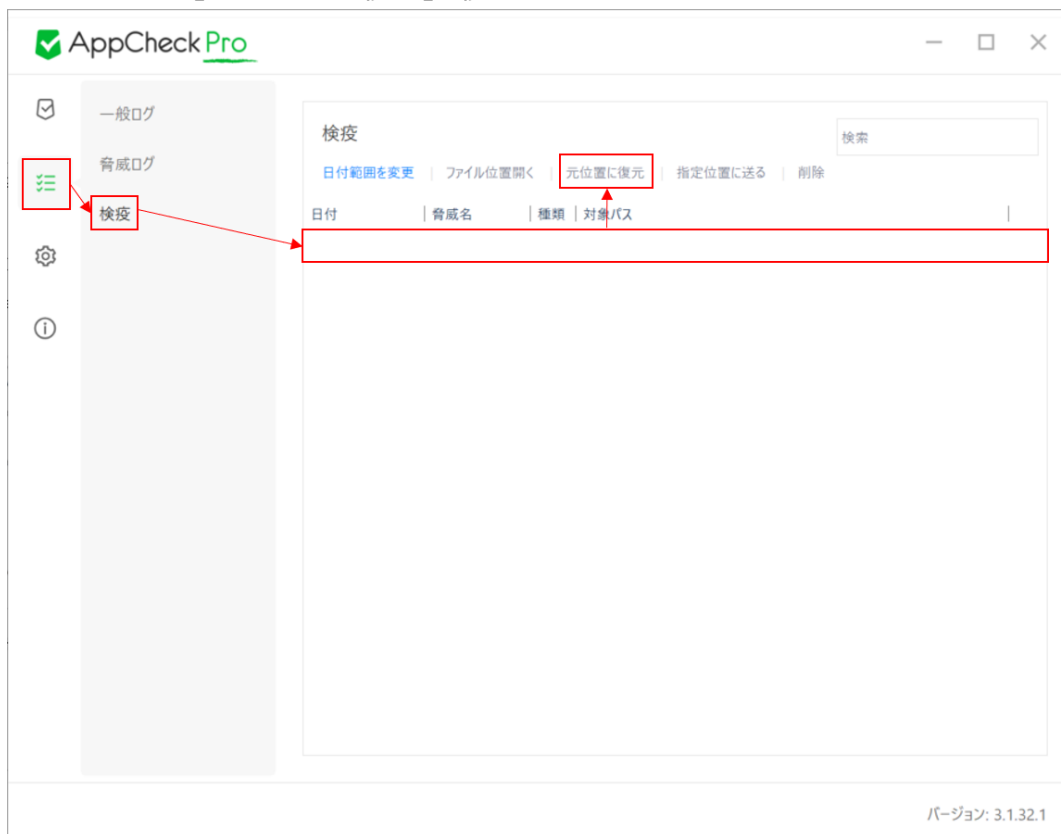 AppCheck Pro
一般ログ
脅威ログ
検疫
検疫
検索
日付範囲を変更 | ファイル位置開く | 元位置に復元 | 指定位置に送る | 削除
日付 | 脅威名 | 種類 | 対象パス |
バージョン: 3.1.32.1